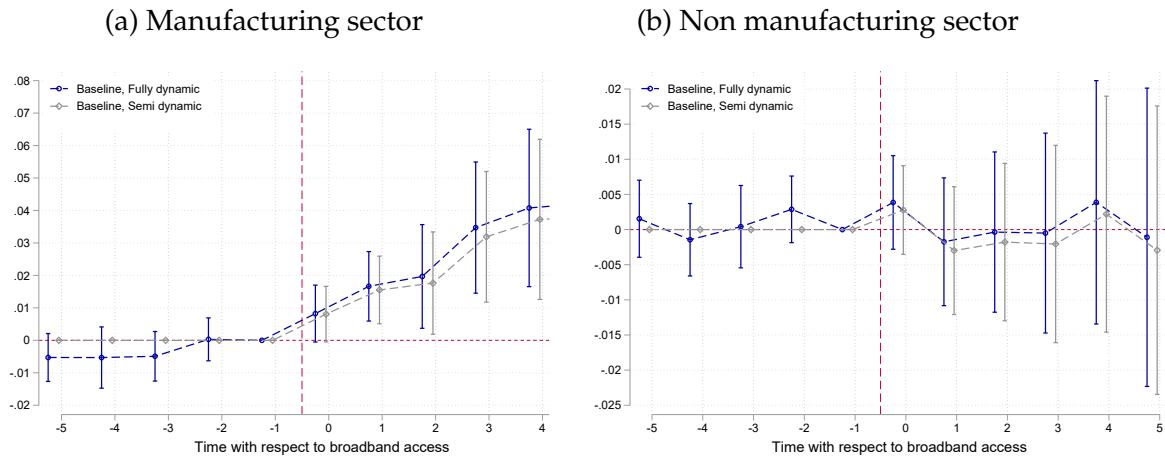 (a) Manufacturing sector
.08
.07
.06
.05
.04
.03
.02
.01
0
-.01
-.02
Baseline, Fully dynamic
Baseline, Semi dynamic
-5 -4 -3 -2 -1 0 1 2 3 4
Time with respect to broadband access
(b) Non manufacturing sector
.02
.015
.01
.005
0
-.005
-.01
-.015
-.02
-.025
Baseline, Fully dynamic
Baseline, Semi dynamic
-5 -4 -3 -2 -1 0 1 2 3 4 5
Time with respect to broadband access